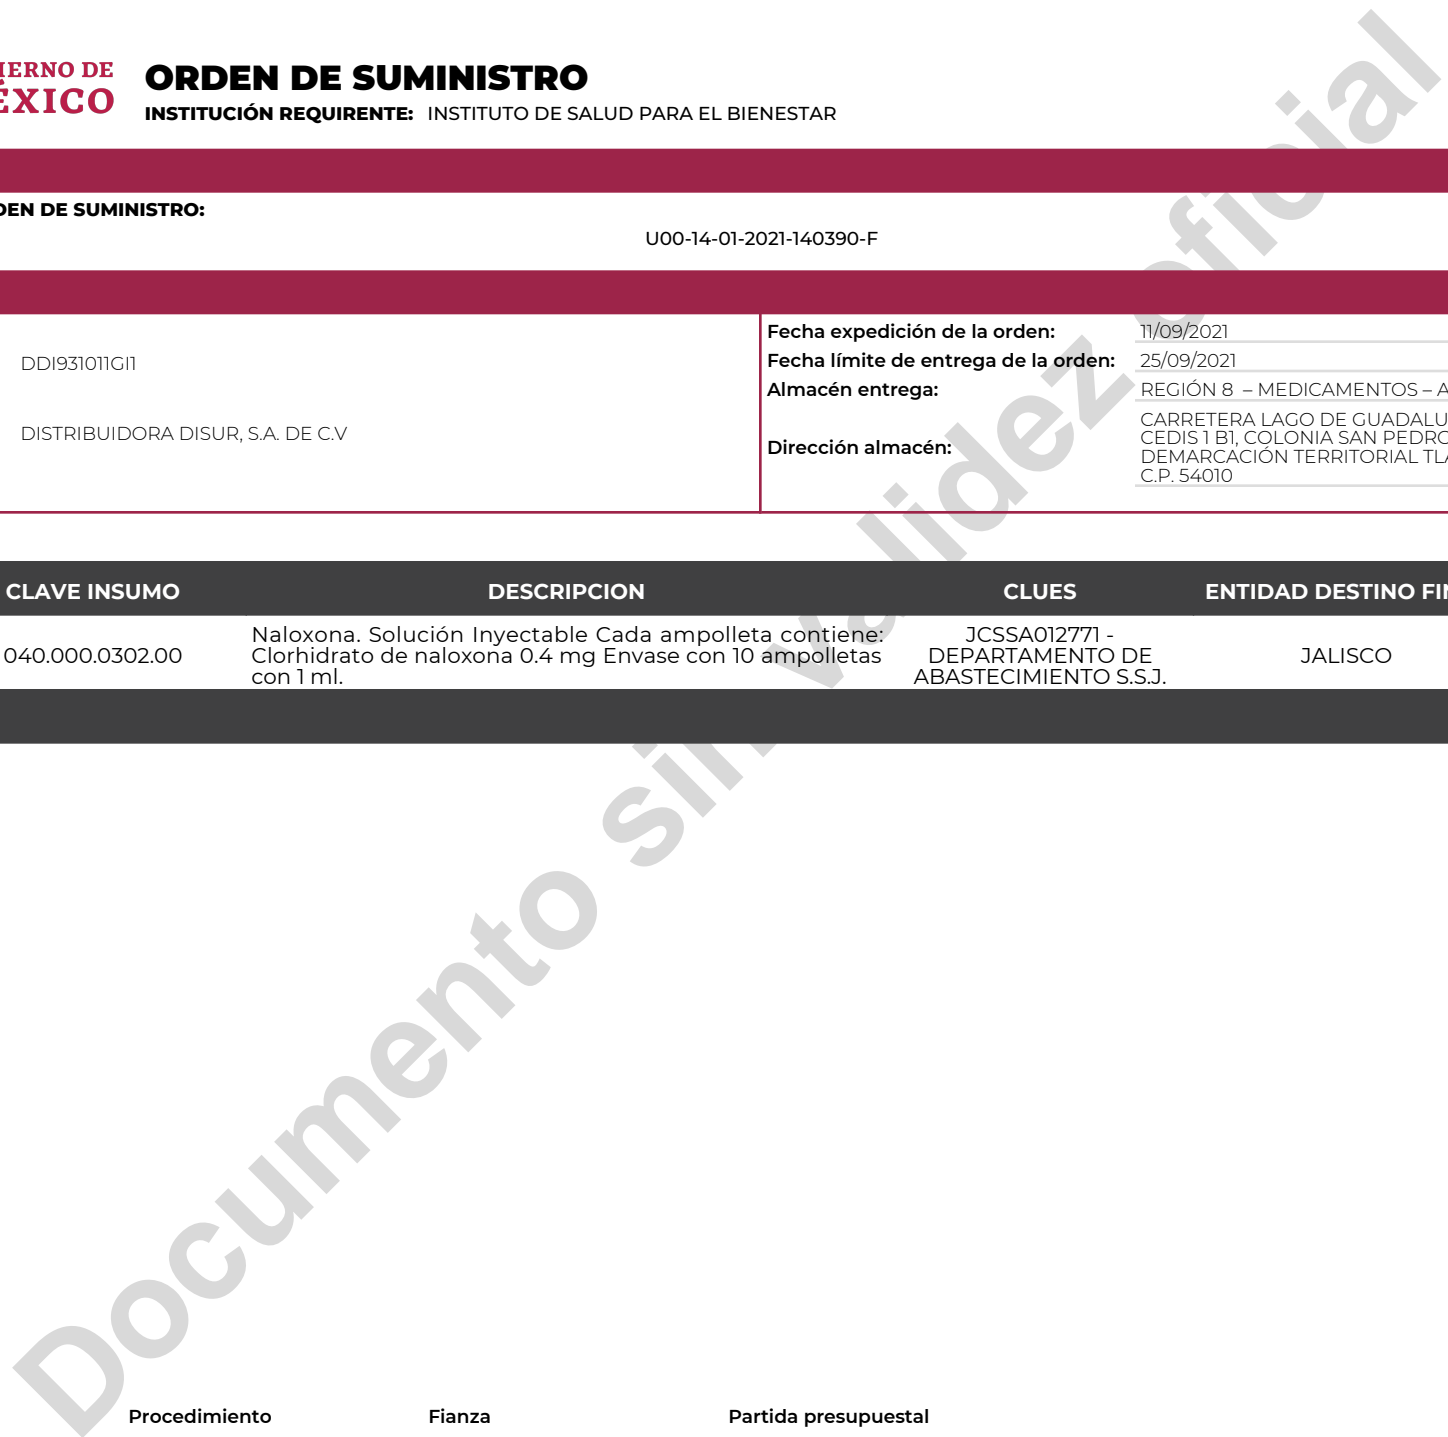 IERNO DE
ÉXICO
ORDEN DE SUMINISTRO
INSTITUCIÓN REQUIRENTE: INSTITUTO DE SALUD PARA EL BIENESTAR
DEN DE SUMINISTRO:
U00-14-01-2021-140390-F
DDI931011GI1
DISTRIBUIDORA DISUR, S.A. DE C.V
Fecha expedición de la orden: 11/09/2021
Fecha límite de entrega de la orden: 25/09/2021
Almacén entrega: REGIÓN 8 – MEDICAMENTOS – A
Dirección almacén:
CARRETERA LAGO DE GUADALU
CEDIS 1 B1, COLONIA SAN PEDRO
DEMARCACIÓN TERRITORIAL TLA
C.P. 54010
CLAVE INSUMO DESCRIPCION CLUES ENTIDAD DESTINO FIN
040.000.0302.00
Naloxona. Solución Inyectable Cada ampolleta contiene:
Clorhidrato de naloxona 0.4 mg Envase con 10 ampolletas
con 1 ml.
JCSSA012771 -
DEPARTAMENTO DE
ABASTECIMIENTO S.S.J.
JALISCO
Documento sin validez oficial
Procedimiento Fianza Partida presupuestal